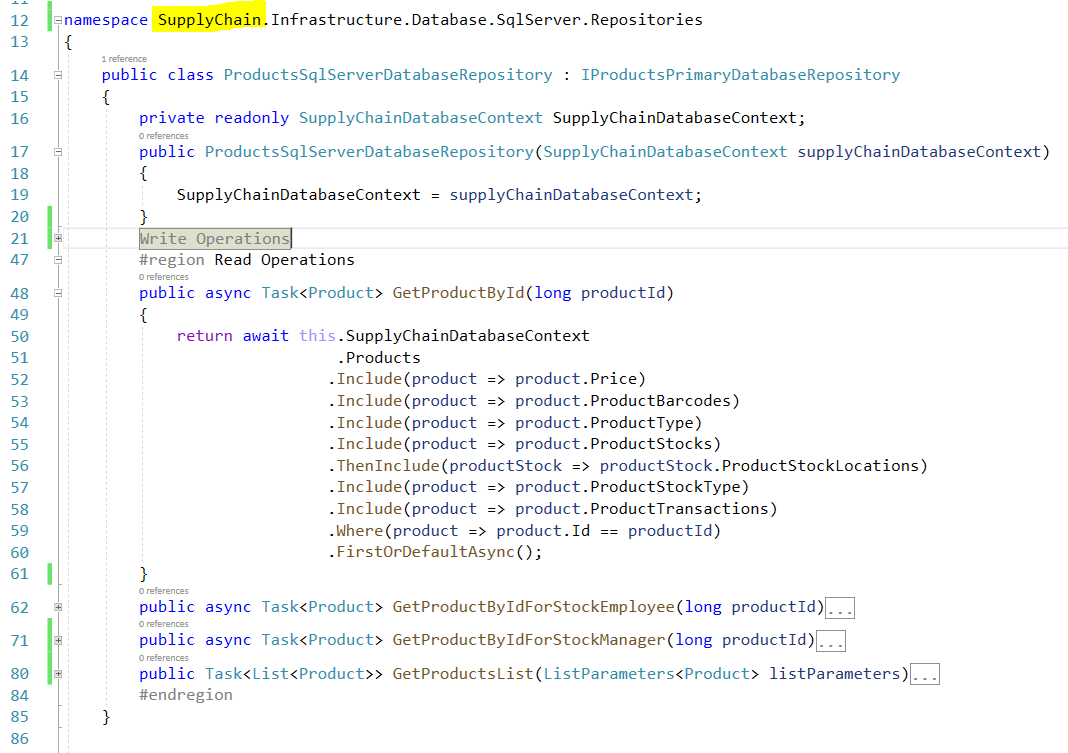 11
12 namespace SupplyChain.Infrastructure.Database.SqlServer.Repositories
13 {
1 reference
14 public class ProductsSqlServerDatabaseRepository : IProductsPrimaryDatabaseRepository
15 {
16 private readonly SupplyChainDatabaseContext SupplyChainDatabaseContext;
0 references
17 public ProductsSqlServerDatabaseRepository(SupplyChainDatabaseContext supplyChainDatabaseContext)
18 {
19 SupplyChainDatabaseContext = supplyChainDatabaseContext;
20 }
21 Write Operations
47 #region Read Operations
0 references
48 public async Task<Product> GetProductById(long productId)
49 {
50 return await this.SupplyChainDatabaseContext
51 .Products
52 .Include(product => product.Price)
53 .Include(product => product.ProductBarcodes)
54 .Include(product => product.ProductType)
55 .Include(product => product.ProductStocks)
56 .ThenInclude(productStock => productStock.ProductStockLocations)
57 .Include(product => product.ProductStockType)
58 .Include(product => product.ProductTransactions)
59 .Where(product => product.Id == productId)
60 .FirstOrDefaultAsync();
61 }
0 references
62 public async Task<Product> GetProductByIdForStockEmployee(long productId)...
0 references
71 public async Task<Product> GetProductByIdForStockManager(long productId)...
0 references
80 public Task<List<Product>> GetProductsList(ListParameters<Product> listParameters)...
84 #endregion
85 }
86